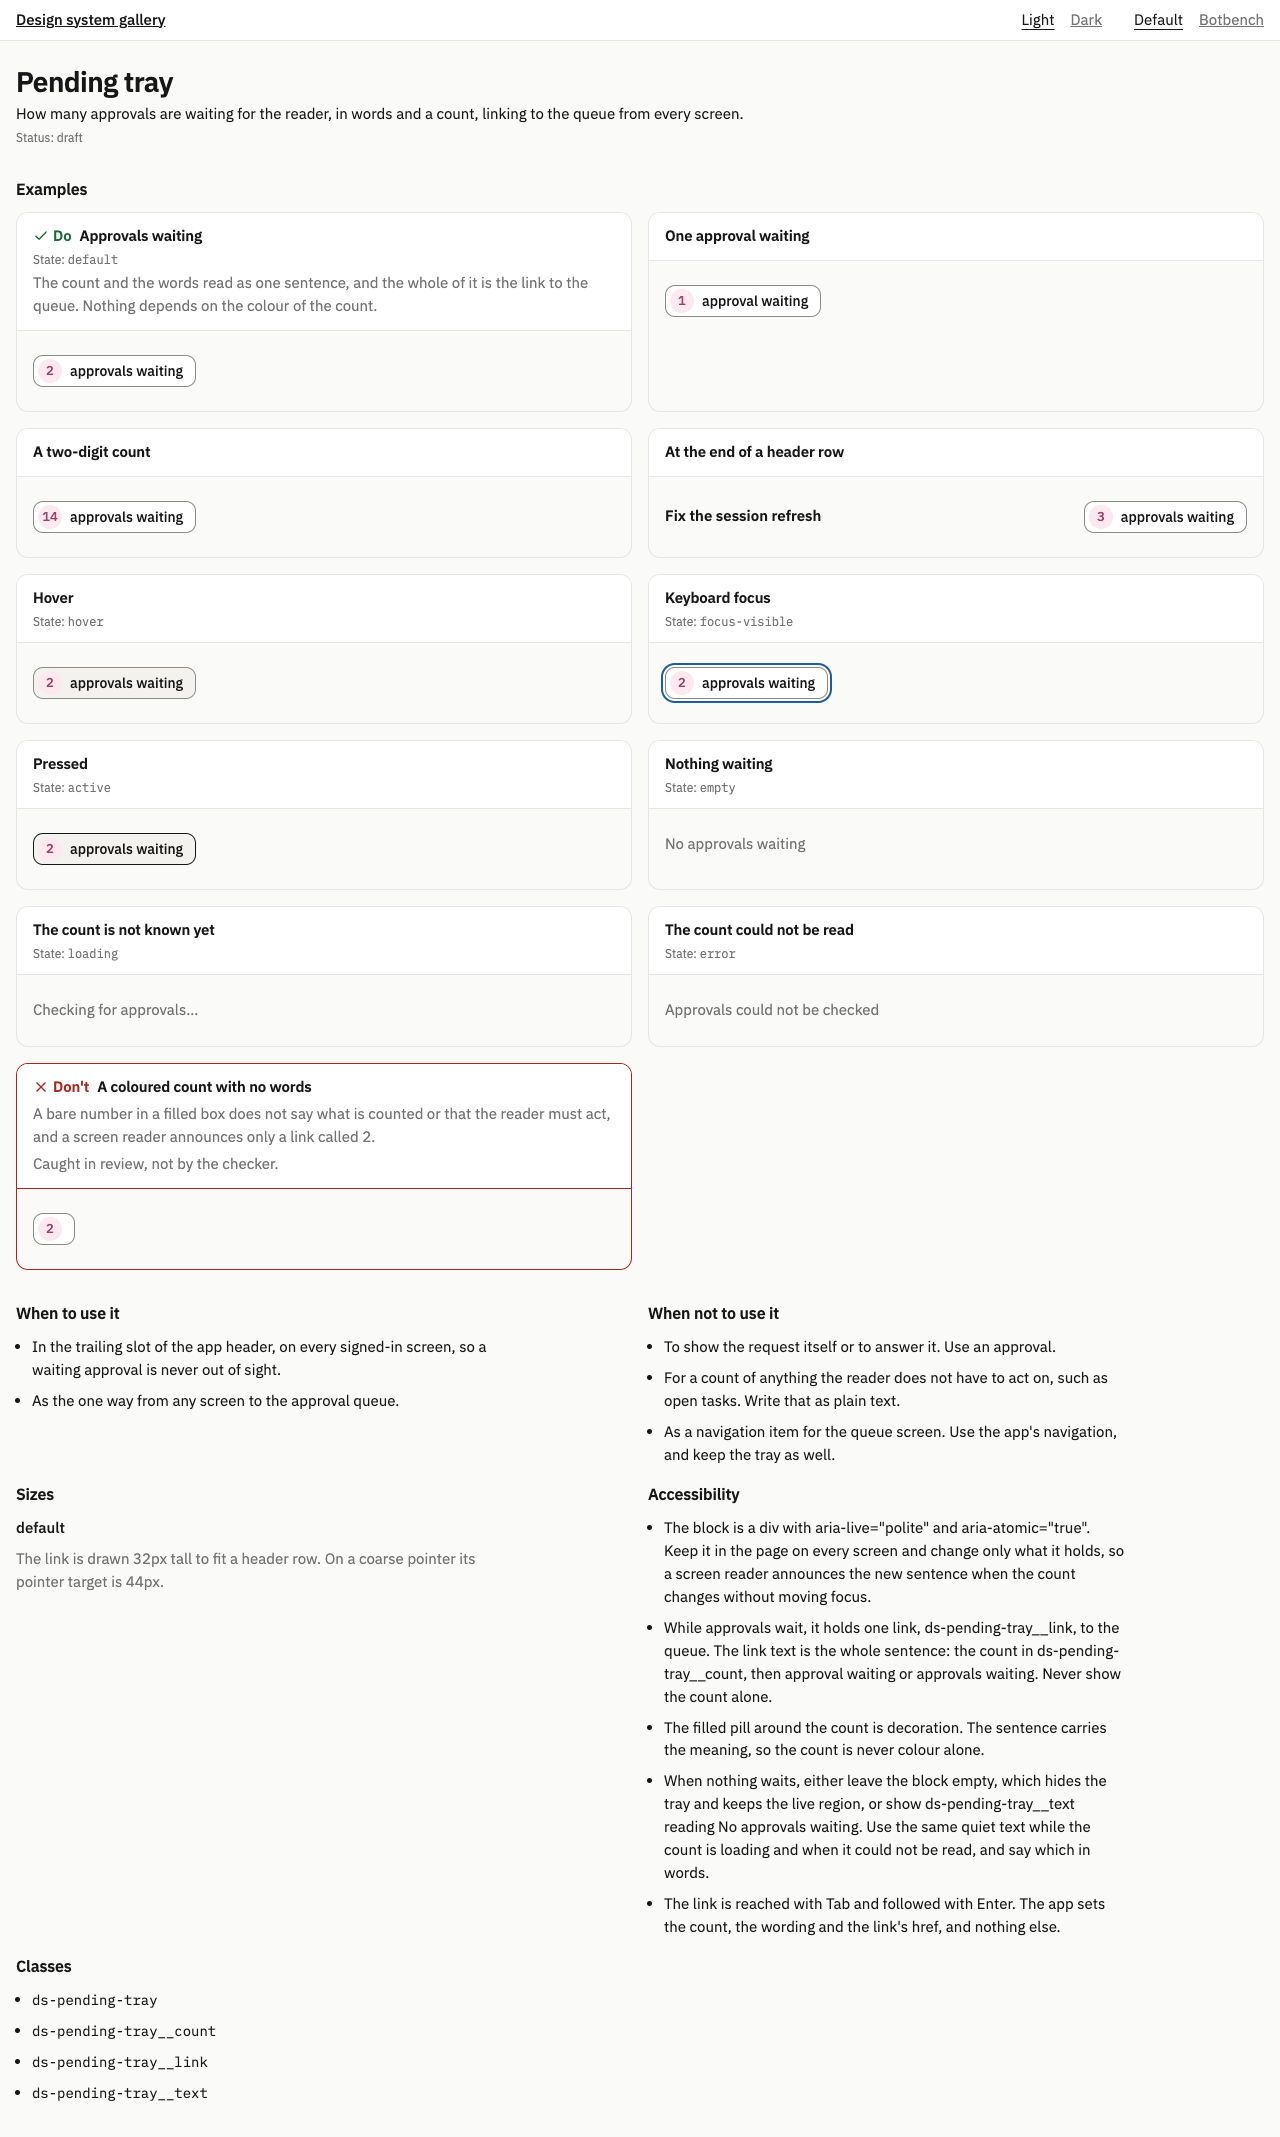 Design system gallery
Light Dark Default Botbench
Pending tray
How many approvals are waiting for the reader, in words and a count, linking to the queue from every screen.
Status: draft
Examples
Do Approvals waiting
State: default
The count and the words read as one sentence, and the whole of it is the link to the
queue. Nothing depends on the colour of the count.
2 approvals waiting
One approval waiting
1 approval waiting
A two-digit count
14 approvals waiting
At the end of a header row
Fix the session refresh
3 approvals waiting
Hover
State: hover
2 approvals waiting
Keyboard focus
State: focus-visible
2 approvals waiting
Pressed
State: active
2 approvals waiting
Nothing waiting
State: empty
No approvals waiting
The count is not known yet
State: loading
Checking for approvals…
The count could not be read
State: error
Approvals could not be checked
Don't A coloured count with no words
A bare number in a filled box does not say what is counted or that the reader must act,
and a screen reader announces only a link called 2.
Caught in review, not by the checker.
2
When to use it
In the trailing slot of the app header, on every signed-in screen, so a
waiting approval is never out of sight.
As the one way from any screen to the approval queue.
When not to use it
To show the request itself or to answer it. Use an approval.
For a count of anything the reader does not have to act on, such as
open tasks. Write that as plain text.
As a navigation item for the queue screen. Use the app's navigation,
and keep the tray as well.
Sizes
default
The link is drawn 32px tall to fit a header row. On a coarse pointer its
pointer target is 44px.
Accessibility
The block is a div with aria-live="polite" and aria-atomic="true".
Keep it in the page on every screen and change only what it holds, so
a screen reader announces the new sentence when the count
changes without moving focus.
While approvals wait, it holds one link, ds-pending-tray__link, to the
queue. The link text is the whole sentence: the count in ds-pending-
tray__count, then approval waiting or approvals waiting. Never show
the count alone.
The filled pill around the count is decoration. The sentence carries
the meaning, so the count is never colour alone.
When nothing waits, either leave the block empty, which hides the
tray and keeps the live region, or show ds-pending-tray__text
reading No approvals waiting. Use the same quiet text while the
count is loading and when it could not be read, and say which in
words.
The link is reached with Tab and followed with Enter. The app sets
the count, the wording and the link's href, and nothing else.
Classes
ds-pending-tray
ds-pending-tray__count
ds-pending-tray__link
ds-pending-tray__text